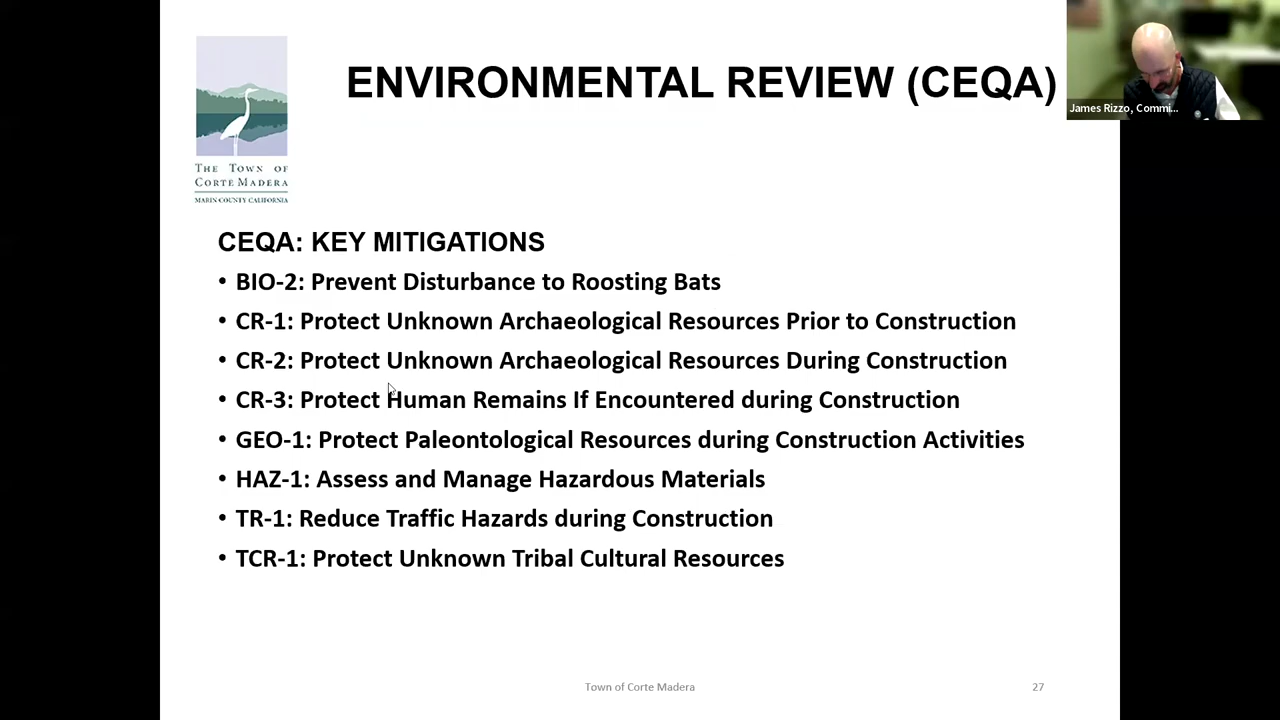 ENVIRONMENTAL REVIEW (CEQA)
James Rizzo, Commi...
THE TOWN OF
CORTE MADERA
MARIN COUNTY CALIFORNIA
CEQA: KEY MITIGATIONS
• BIO-2: Prevent Disturbance to Roosting Bats
• CR-1: Protect Unknown Archaeological Resources Prior to Construction
• CR-2: Protect Unknown Archaeological Resources During Construction
• CR-3: Protect Human Remains If Encountered during Construction
• GEO-1: Protect Paleontological Resources during Construction Activities
• HAZ-1: Assess and Manage Hazardous Materials
• TR-1: Reduce Traffic Hazards during Construction
• TCR-1: Protect Unknown Tribal Cultural Resources
Town of Corte Madera
27